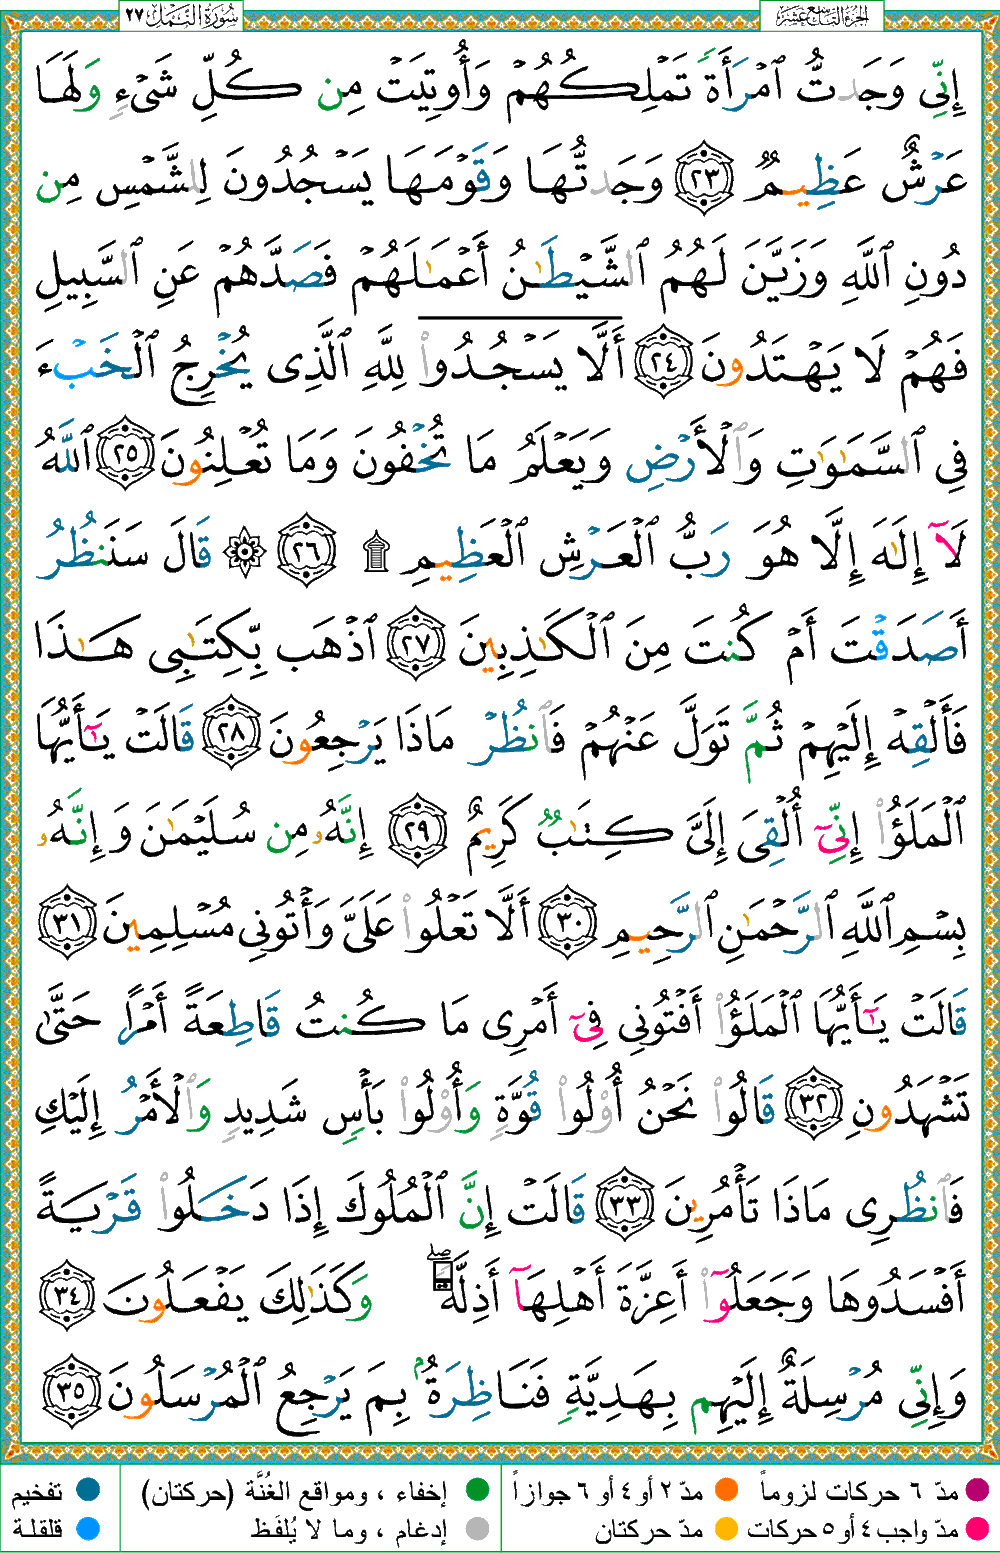 الجزء التاسع عشر
سورة النمل ٢٧
إِنِّي وَجَدتُّ ٱمْرَأَةً تَمْلِكُهُمْ وَأُوتِيَتْ مِن كُلِّ شَىْءٍ وَلَهَا
عَرْشٌ عَظِيمٌ ٢٣ وَجَدتُّهَا وَقَوْمَهَا يَسْجُدُونَ لِلشَّمْسِ مِن
دُونِ ٱللَّهِ وَزَيَّنَ لَهُمُ ٱلشَّيْطَٰنُ أَعْمَٰلَهُمْ فَصَدَّهُمْ عَنِ ٱلسَّبِيلِ
فَهُمْ لَا يَهْتَدُونَ ٢٤ أَلَّا يَسْجُدُوا۟ لِلَّهِ ٱلَّذِى يُخْرِجُ ٱلْخَبْءَ
فِى ٱلسَّمَٰوَٰتِ وَٱلْأَرْضِ وَيَعْلَمُ مَا تُخْفُونَ وَمَا تُعْلِنُونَ ٢٥ ٱللَّهُ
لَآ إِلَٰهَ إِلَّا هُوَ رَبُّ ٱلْعَرْشِ ٱلْعَظِيمِ ۩ ٢٦ ۞ قَالَ سَنَنظُرُ
أَصَدَقْتَ أَمْ كُنتَ مِنَ ٱلْكَٰذِبِينَ ٢٧ ٱذْهَب بِّكِتَٰبِى هَٰذَا
فَأَلْقِهْ إِلَيْهِمْ ثُمَّ تَوَلَّ عَنْهُمْ فَٱنظُرْ مَاذَا يَرْجِعُونَ ٢٨ قَالَتْ يَٰٓأَيُّهَا
ٱلْمَلَؤُا۟ إِنِّىٓ أُلْقِىَ إِلَىَّ كِتَٰبٌ كَرِيمٌ ٢٩ إِنَّهُۥ مِن سُلَيْمَٰنَ وَإِنَّهُۥ
بِسْمِ ٱللَّهِ ٱلرَّحْمَٰنِ ٱلرَّحِيمِ ٣٠ أَلَّا تَعْلُوا۟ عَلَىَّ وَأْتُونِى مُسْلِمِينَ ٣١
قَالَتْ يَٰٓأَيُّهَا ٱلْمَلَؤُا۟ أَفْتُونِى فِىٓ أَمْرِى مَا كُنتُ قَاطِعَةً أَمْرًا حَتَّىٰ
تَشْهَدُونِ ٣٢ قَالُوا۟ نَحْنُ أُو۟لُوا۟ قُوَّةٍ وَأُو۟لُوا۟ بَأْسٍ شَدِيدٍ وَٱلْأَمْرُ إِلَيْكِ
فَٱنظُرِى مَاذَا تَأْمُرِينَ ٣٣ قَالَتْ إِنَّ ٱلْمُلُوكَ إِذَا دَخَلُوا۟ قَرْيَةً
أَفْسَدُوهَا وَجَعَلُوٓا۟ أَعِزَّةَ أَهْلِهَآ أَذِلَّةً ۖ وَكَذَٰلِكَ يَفْعَلُونَ ٣٤
وَإِنِّى مُرْسِلَةٌ إِلَيْهِم بِهَدِيَّةٍ فَنَاظِرَةٌۢ بِمَ يَرْجِعُ ٱلْمُرْسَلُونَ ٣٥
مدّ ٦ حركات لزوماً مدّ ٢ أو ٤ أو ٦ جوازاً إخفاء ، ومواقع الغُنَّة (حركتان) تفخيم
مدّ واجب ٤ أو ٥ حركات مدّ حركتان إدغام ، وما لا يُلفَظ قلقلة